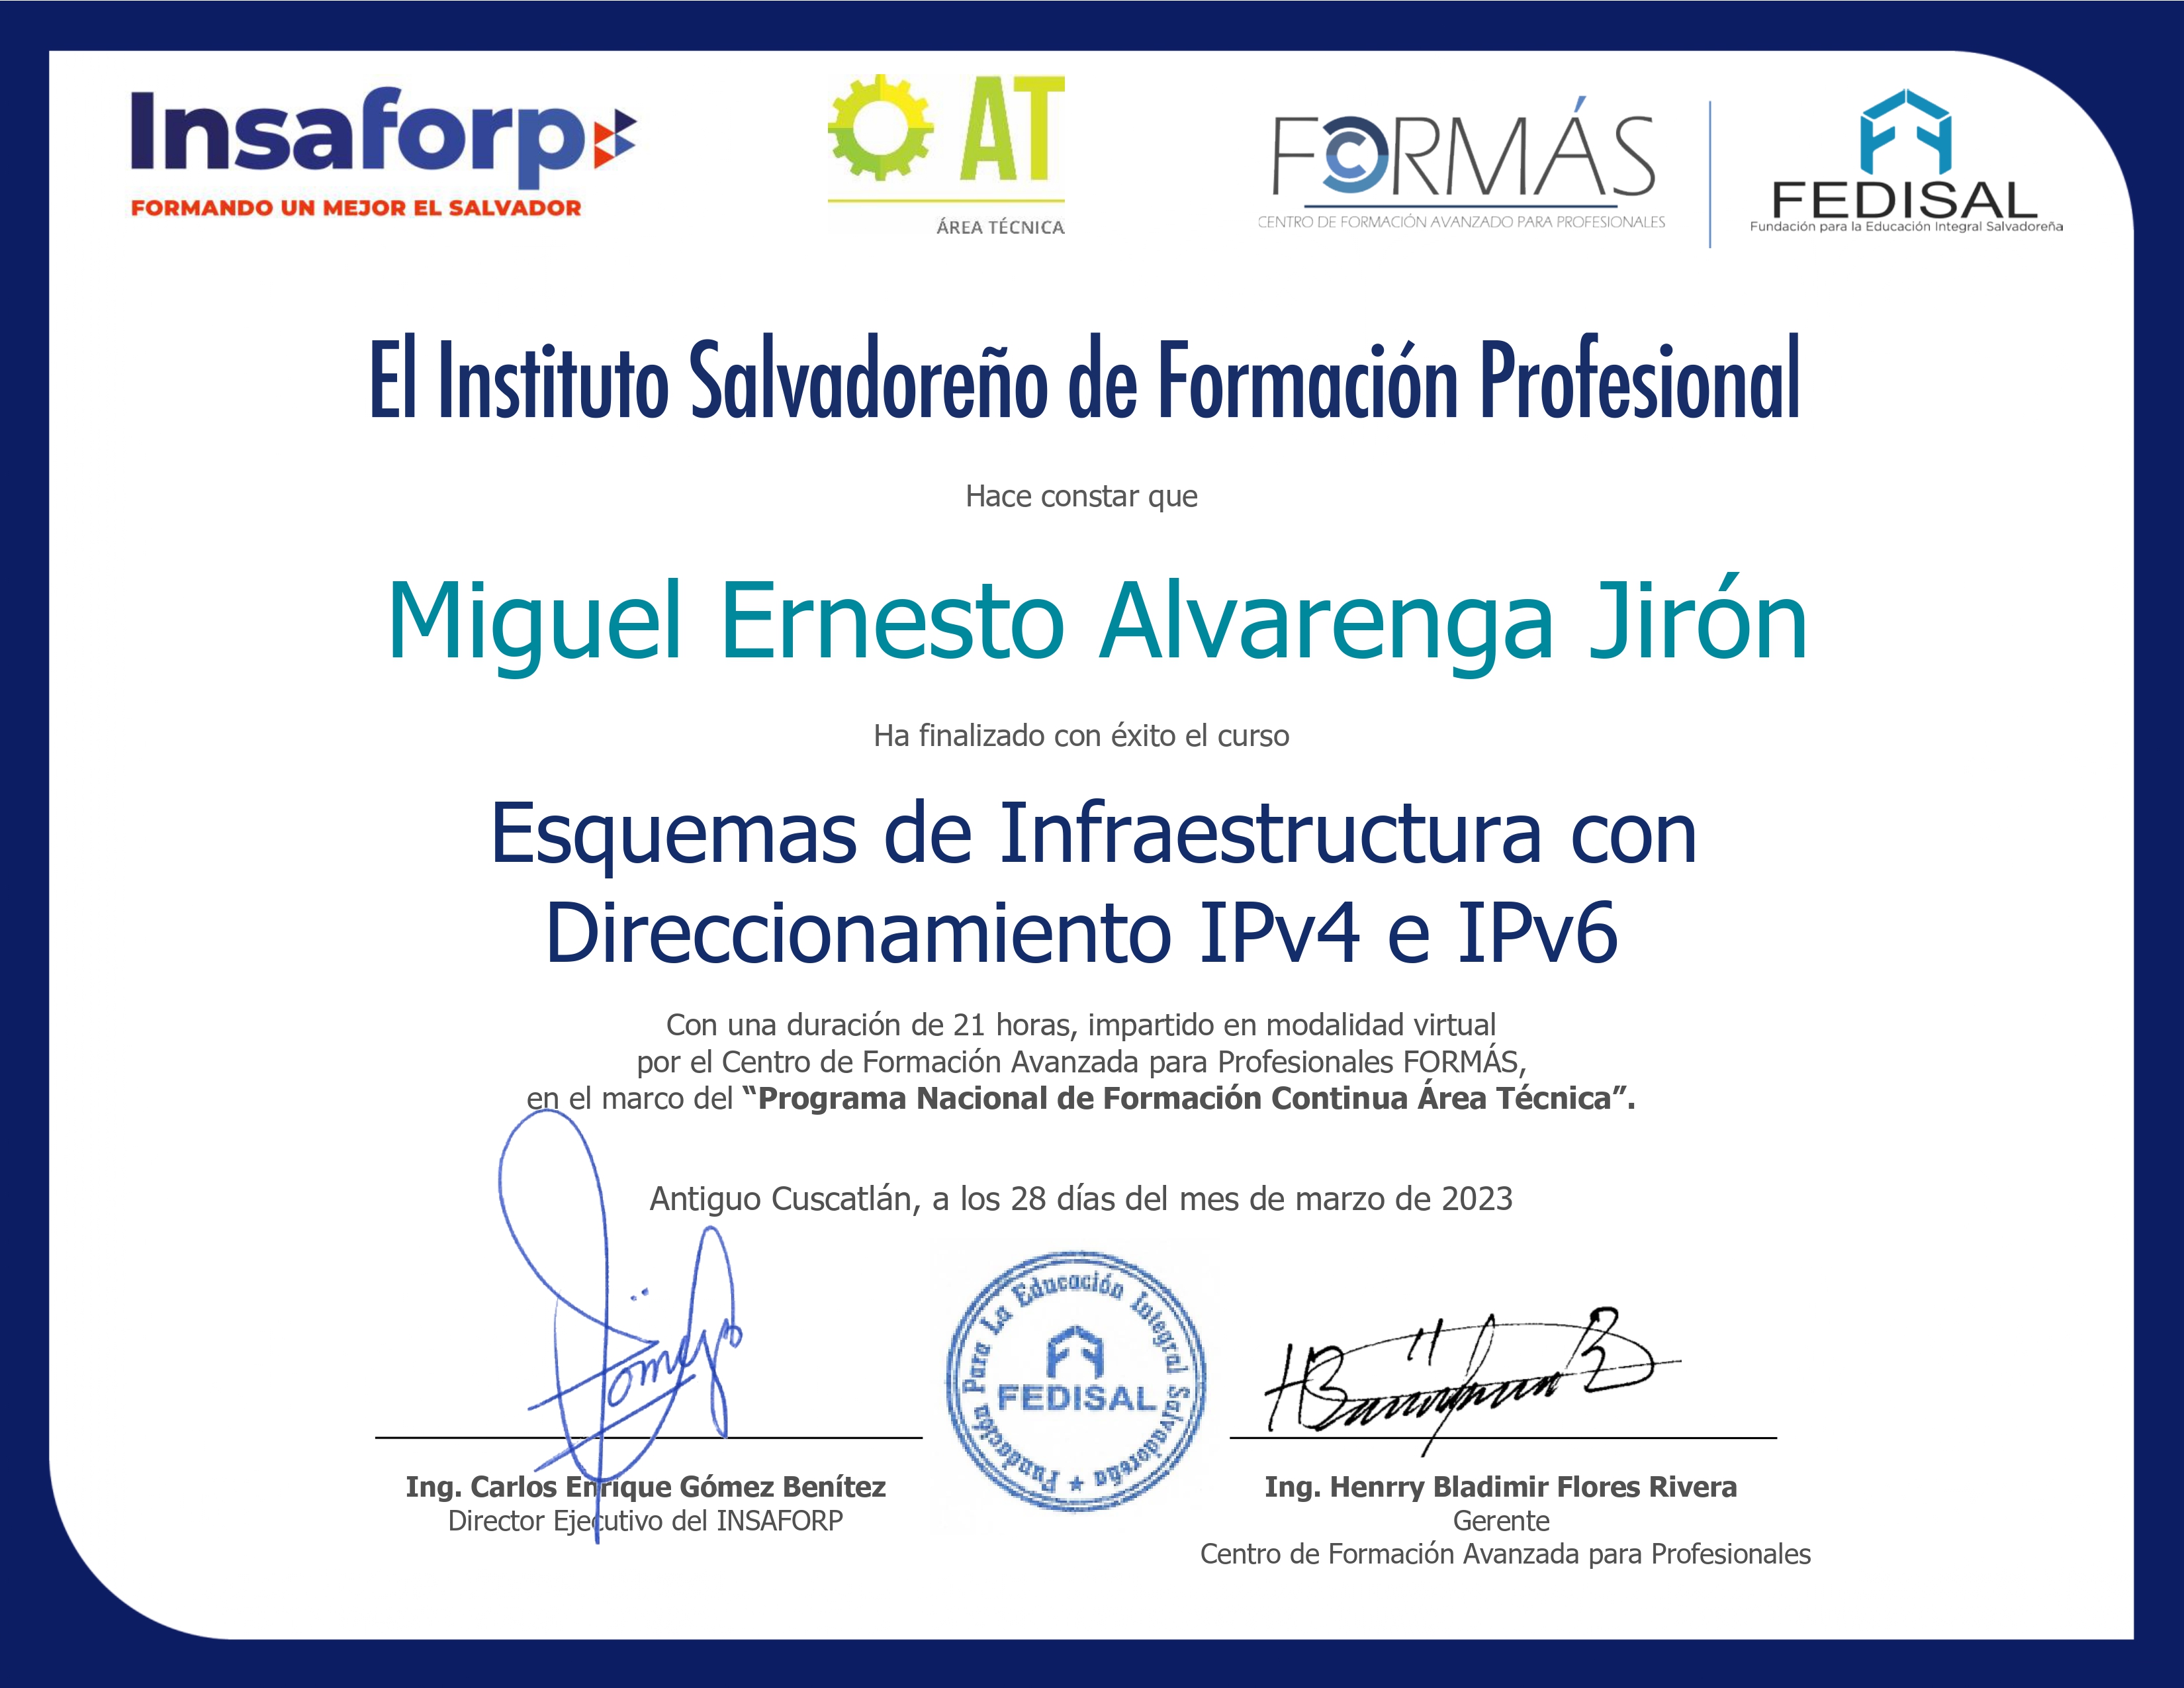 Insaforp
FORMANDO UN MEJOR EL SALVADOR
AT
ÁREA TÉCNICA
FORMÁS
CENTRO DE FORMACIÓN AVANZADO PARA PROFESIONALES
FEDISAL
Fundación para la Educación Integral Salvadoreña
El Instituto Salvadoreño de Formación Profesional
Hace constar que
Miguel Ernesto Alvarenga Jirón
Ha finalizado con éxito el curso
Esquemas de Infraestructura con
Direccionamiento IPv4 e IPv6
Con una duración de 21 horas, impartido en modalidad virtual
por el Centro de Formación Avanzada para Profesionales FORMÁS,
en el marco del “Programa Nacional de Formación Continua Área Técnica”.
Antiguo Cuscatlán, a los 28 días del mes de marzo de 2023
Fundación Para La Educación Integral Salvadoreña
FEDISAL
Ing. Carlos Enrique Gómez Benítez
Director Ejecutivo del INSAFORP
Ing. Henrry Bladimir Flores Rivera
Gerente
Centro de Formación Avanzada para Profesionales